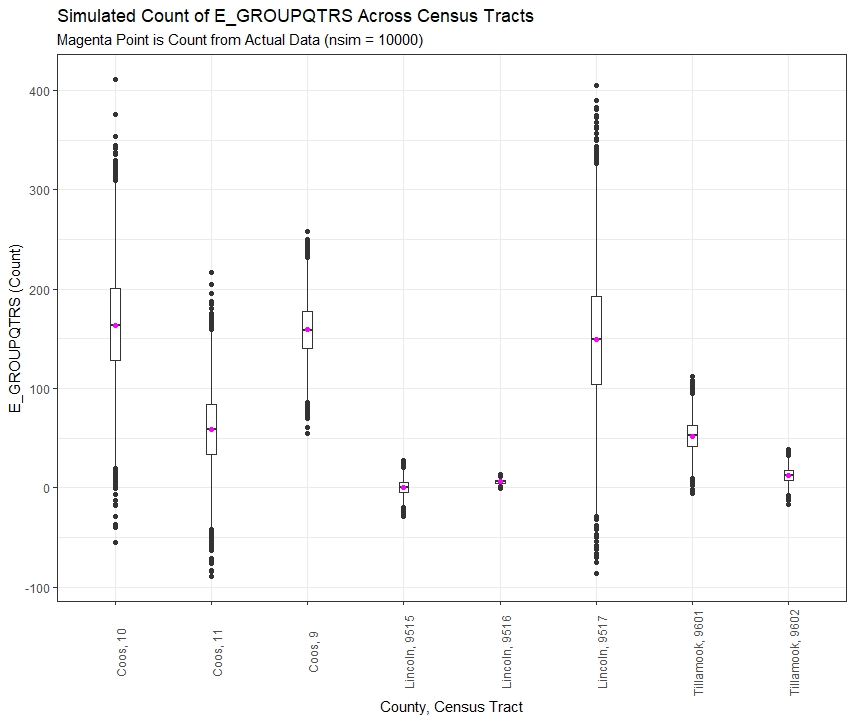 Simulated Count of E_GROUPQTRS Across Census Tracts
Magenta Point is Count from Actual Data (nsim = 10000)
E_GROUPQTRS (Count)
400
300
200
100
0
-100
Coos, 10
Coos, 11
Coos, 9
Lincoln, 9515
Lincoln, 9516
Lincoln, 9517
Tillamook, 9601
Tillamook, 9602
County, Census Tract